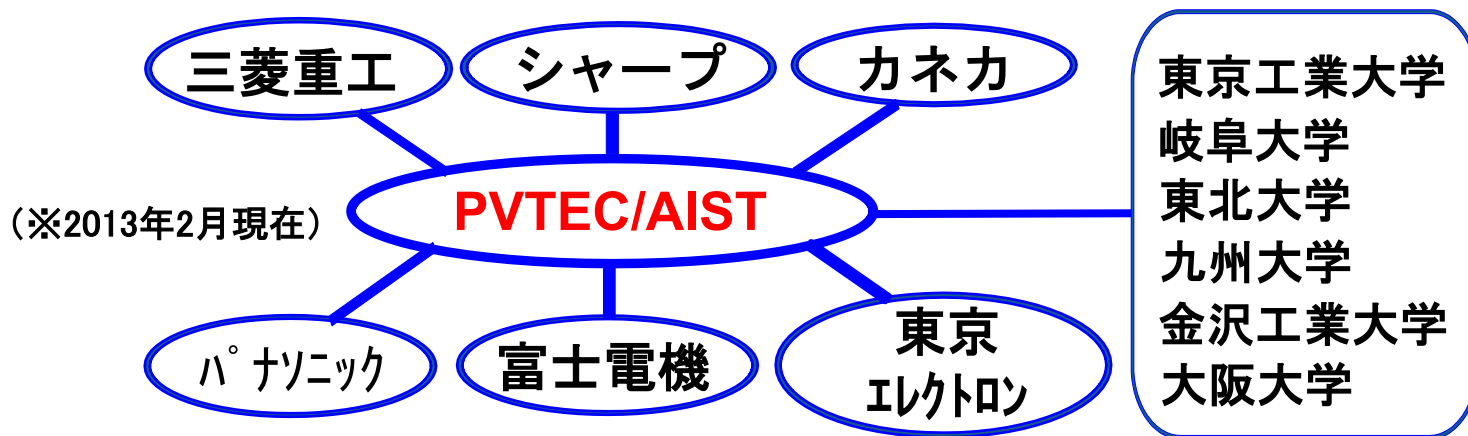 三菱重工
シャープ
カネカ
PVTEC/AIST
（※2013年2月現在）
パナソニック
富士電機
東京
エレクトロン
東京工業大学
岐阜大学
東北大学
九州大学
金沢工業大学
大阪大学